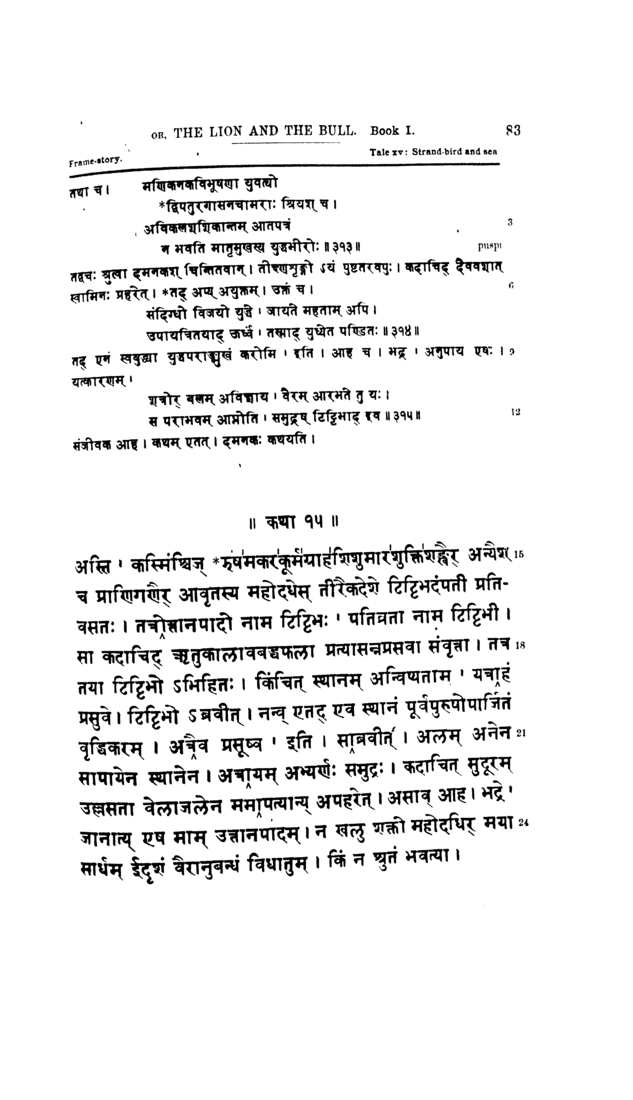 OR, THE LION AND THE BULL. Book I. 83
Frame-story. Tale xv: Strand-bird and sea
तथा च। मणिकनकविभूषणा युवत्यो
*द्विपतुरगासनचामराः श्रियश् च।
अविकलशशिकान्तम् आतपत्रं 3
न भवति मातृमुखस्य युद्धभीरोः॥३१३॥ puṣpi
तद्वचः श्रुत्वा दमनकश् चिन्तितवान्। तीक्ष्णशृङ्गो ऽयं पुष्टतरवपुः। कदाचिद् दैववशात्
स्वामिनः प्रहरेत्। *तद् अप्य् अयुक्तम्। उक्तं च। 6
संदिग्धो विजयो युद्धे । जायते महताम् अपि।
उपायचितयाद् ऊर्ध्वं । तस्माद् युध्येत पण्डितः॥३१४॥
तद् एनं स्वबुद्ध्या युद्धपराङ्मुखं करोमि । इति। आह च। भद्र । अनुपाय एषः। 9
यत्कारणम्।
शत्रोर् बलम् अविज्ञाय । वैरम् आरभते तु यः।
स पराभवम् आप्नोति । समुद्रष् टिट्टिभाद् इव॥३१५॥ 12
संजीवक आह। कथम् एतत्। दमनकः कथयति।
॥ कथा १५ ॥
अस्ति । कस्मिंश्चिज् *झषमकरकूर्मग्राहशिशुमारशुक्तिशङ्खैर् अन्यैश् 15
च प्राणिगणैर् आवृतस्य महोदधेस् तीरैकदेशे टिट्टिभदंपती प्रति-
वसतः। तत्रोत्तानपादो नाम टिट्टिभः । पतिव्रता नाम टिट्टिभी।
सा कदाचिद् ऋतुकालावबद्धफला प्रत्यासन्नप्रसवा संवृत्ता। तत्र 18
तया टिट्टिभो ऽभिहितः। किंचित् स्थानम् अन्विष्यताम । यत्राहं
प्रसुवे। टिट्टिभो ऽब्रवीत्। नन्व् एतद् एव स्थानं पूर्वपुरुषोपार्जितं
वृद्धिकरम्। अत्रैव प्रसूष्व । इति। साब्रवीत्। अलम् अनेन 21
सापायेन स्थानेन। अत्रायम् अभ्यर्णः समुद्रः। कदाचित् सुदूरम्
उल्लसता वेलाजलेन ममापत्यान्य् अपहरेत्। असाव् आह। भद्रे ।
जानात्य् एष माम् उत्तानपादम्। न खलु शक्तो महोदधिर् मया 24
सार्धम् ईदृशं वैरानुबन्धं विधातुम्। किं न श्रुतं भवत्या।